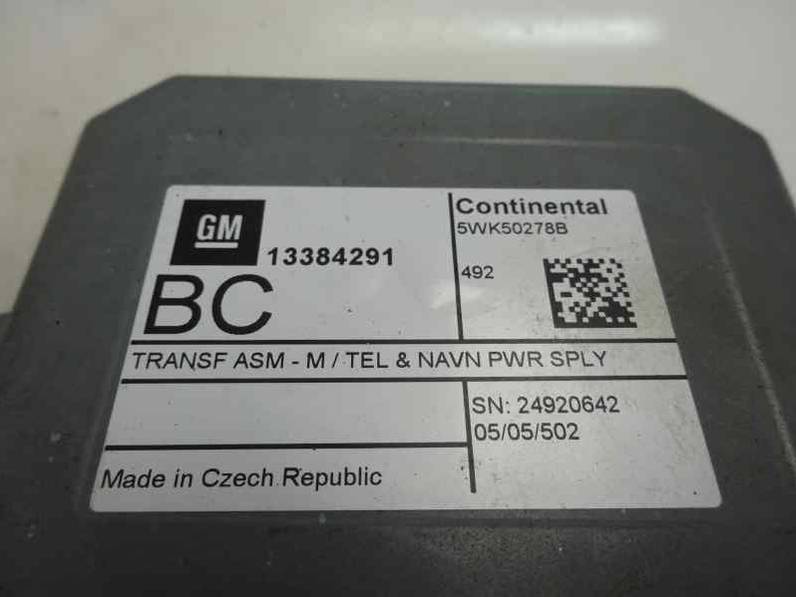 GM
13384291
BC
Continental
5WK50278B
492
TRANSF ASM - M / TEL & NAVN PWR SPLY
SN: 24920642
05/05/502
Made in Czech Republic